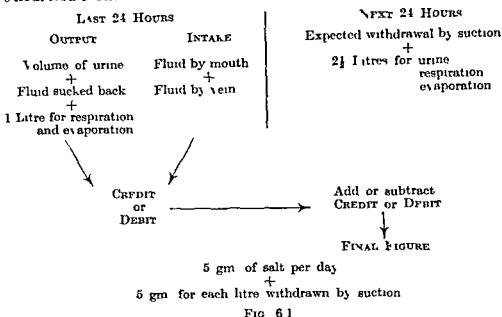 LAST 24 HOURS
OUTPUT
Volume of urine
+
Fluid sucked back
+
1 Litre for respiration
and evaporation
INTAKE
Fluid by mouth
+
Fluid by vein
NEXT 24 HOURS
Expected withdrawal by suction
+
2½ Litres for urine
respiration
evaporation
CREDIT
or
DEBIT
Add or subtract
CREDIT or DEBIT
FINAL FIGURE
5 gm of salt per day
+
5 gm for each litre withdrawn by suction
FIG 61